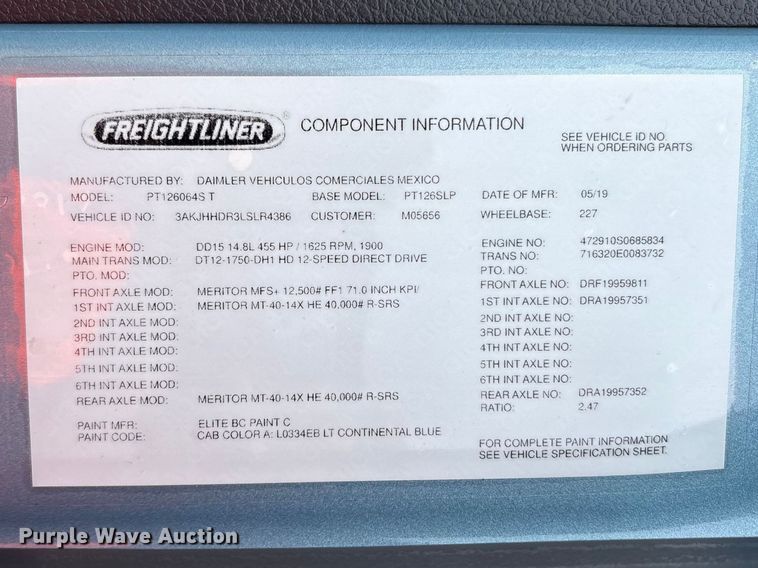 FREIGHTLINER ® COMPONENT INFORMATION
SEE VEHICLE ID NO.
WHEN ORDERING PARTS
MANUFACTURED BY: DAIMLER VEHICULOS COMERCIALES MEXICO
MODEL: PT126064S T BASE MODEL: PT126SLP DATE OF MFR: 05/19
VEHICLE ID NO: 3AKJHHDR3LSLR4386 CUSTOMER: M05656 WHEELBASE: 227
ENGINE MOD: DD15 14.8L 455 HP / 1625 RPM, 1900 ENGINE NO: 472910S0685834
MAIN TRANS MOD: DT12-1750-DH1 HD 12-SPEED DIRECT DRIVE TRANS NO: 716320E0083732
PTO. MOD: PTO. NO:
FRONT AXLE MOD: MERITOR MFS+ 12,500# FF1 71.0 INCH KPI/ FRONT AXLE NO: DRF19959811
1ST INT AXLE MOD: MERITOR MT-40-14X HE 40,000# R-SRS 1ST INT AXLE NO: DRA19957351
2ND INT AXLE MOD: 2ND INT AXLE NO:
3RD INT AXLE MOD: 3RD INT AXLE NO:
4TH INT AXLE MOD: 4TH INT AXLE NO:
5TH INT AXLE MOD: 5TH INT AXLE NO:
6TH INT AXLE MOD: 6TH INT AXLE NO:
REAR AXLE MOD: MERITOR MT-40-14X HE 40,000# R-SRS REAR AXLE NO: DRA19957352
RATIO: 2.47
PAINT MFR: ELITE BC PAINT C
PAINT CODE: CAB COLOR A: L0334EB LT CONTINENTAL BLUE
FOR COMPLETE PAINT INFORMATION
SEE VEHICLE SPECIFICATION SHEET.
Purple Wave Auction